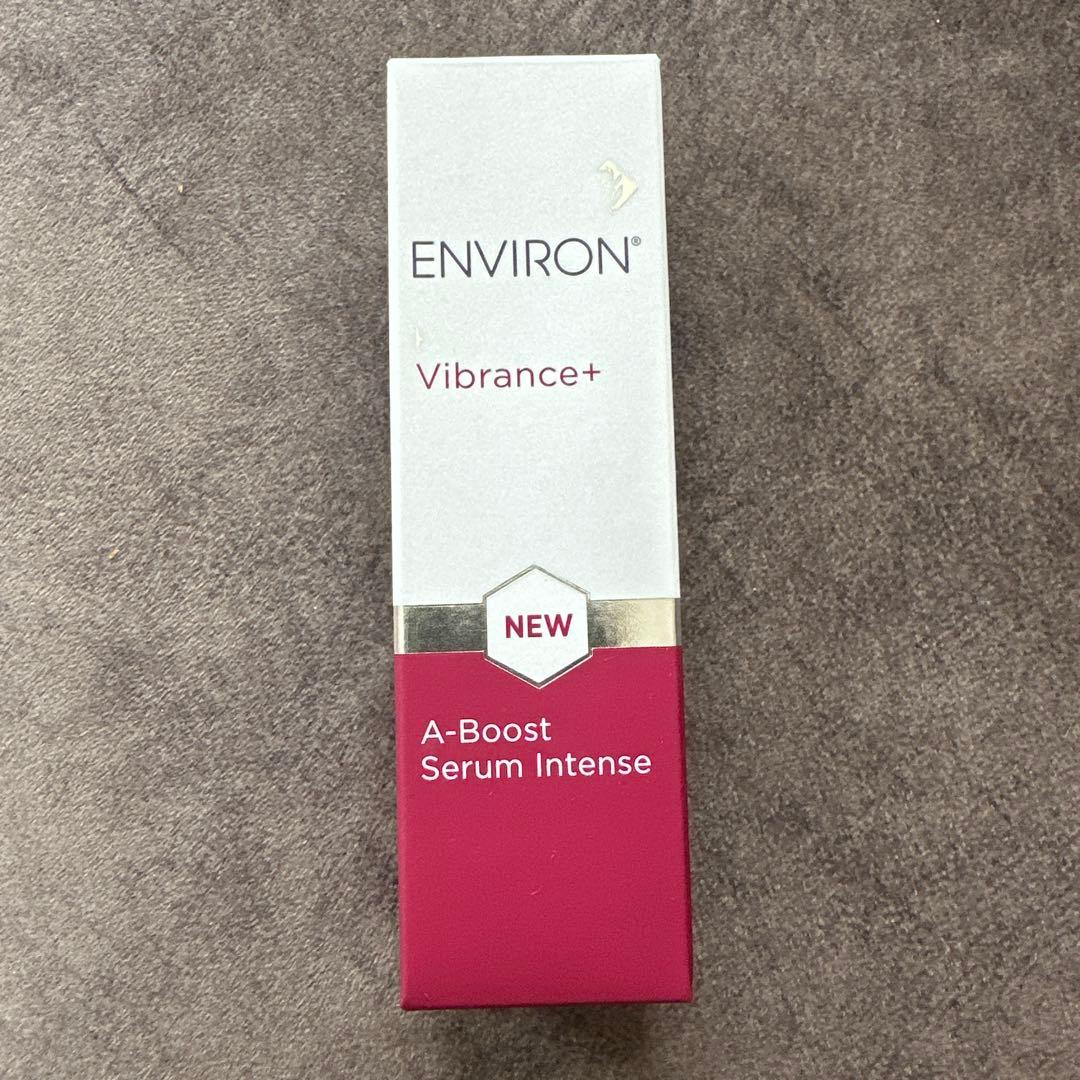 ENVIRON®
Vibrance+
NEW
A-Boost
Serum Intense